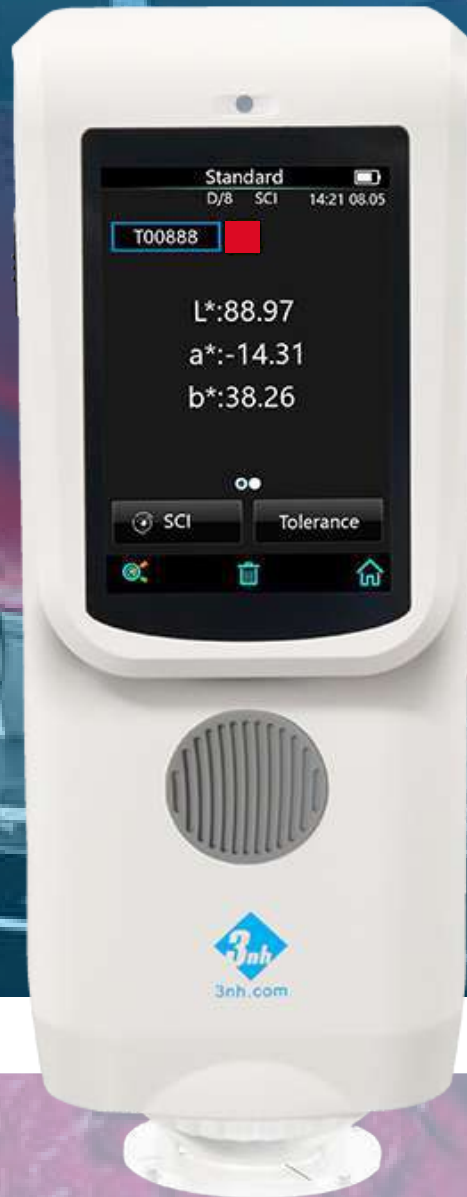 Standard
D/8 SCI 14:21 08.05
T00888
L*:88.97
a*:-14.31
b*:38.26
SCI Tolerance
3nh
3nh.com